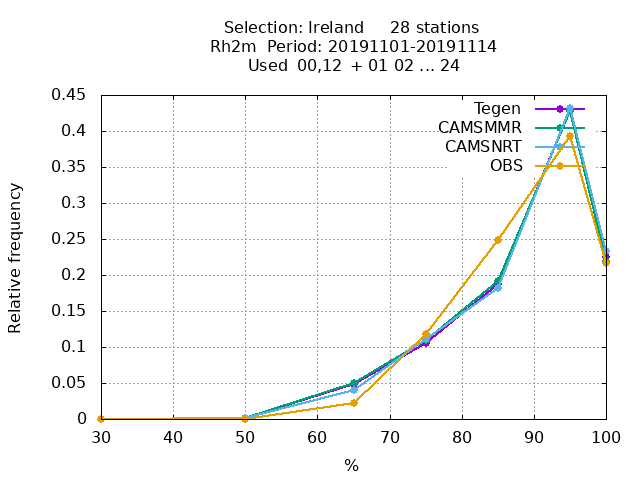 Selection: Ireland 28 stations
Rh2m Period: 20191101-20191114
Used 00,12 + 01 02 ... 24
Relative frequency
0.45
0.4
0.35
0.3
0.25
0.2
0.15
0.1
0.05
0
Tegen
CAMSMMR
CAMSNRT
OBS
30 40 50 60 70 80 90 100
%